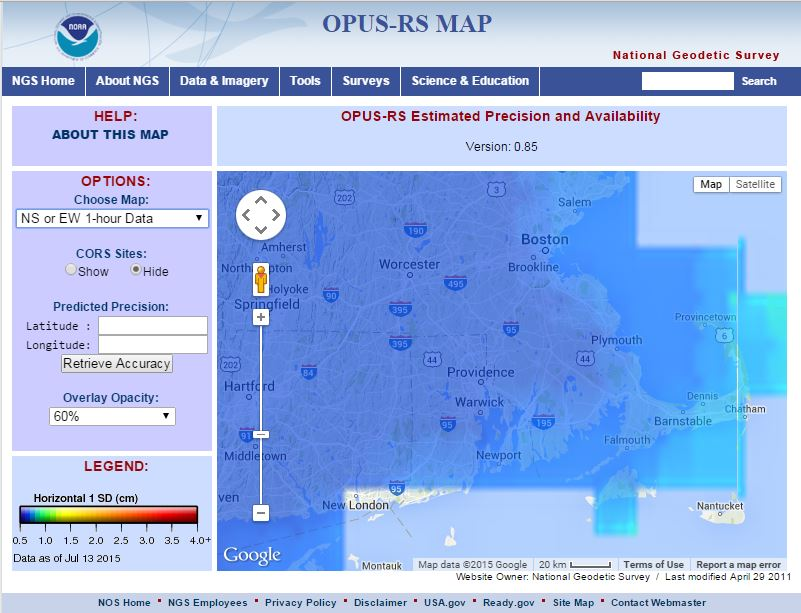 NOAA
OPUS-RS MAP
National Geodetic Survey
NGS Home
About NGS
Data & Imagery
Tools
Surveys
Science & Education
Search
HELP:
ABOUT THIS MAP
OPUS-RS Estimated Precision and Availability
Version: 0.85
OPTIONS:
Choose Map:
NS or EW 1-hour Data
CORS Sites:
Show
Hide
Predicted Precision:
Latitude :
Longitude:
Retrieve Accuracy
Overlay Opacity:
60%
LEGEND:
Horizontal 1 SD (cm)
0.5 1.0 1.5 2.0 2.5 3.0 3.5 4.0+
Data as of Jul 13 2015
Map
Satellite
3
202
Salem
190
Boston
Amherst
Worcester
Brookline
Holyoke
90
495
Springfield
395
Provincetown
95
6
395
Plymouth
202
44
44
84
Providence
Hartford
Warwick
Dennis
Chatham
Barnstable
91
95
195
Falmouth
Middletown
Newport
95
New London
Nantucket
Google
Montauk
Map data ©2015 Google
20 km
Terms of Use
Report a map error
Website Owner: National Geodetic Survey / Last modified April 29 2011
NOS Home
NGS Employees
Privacy Policy
Disclaimer
USA.gov
Ready.gov
Site Map
Contact Webmaster